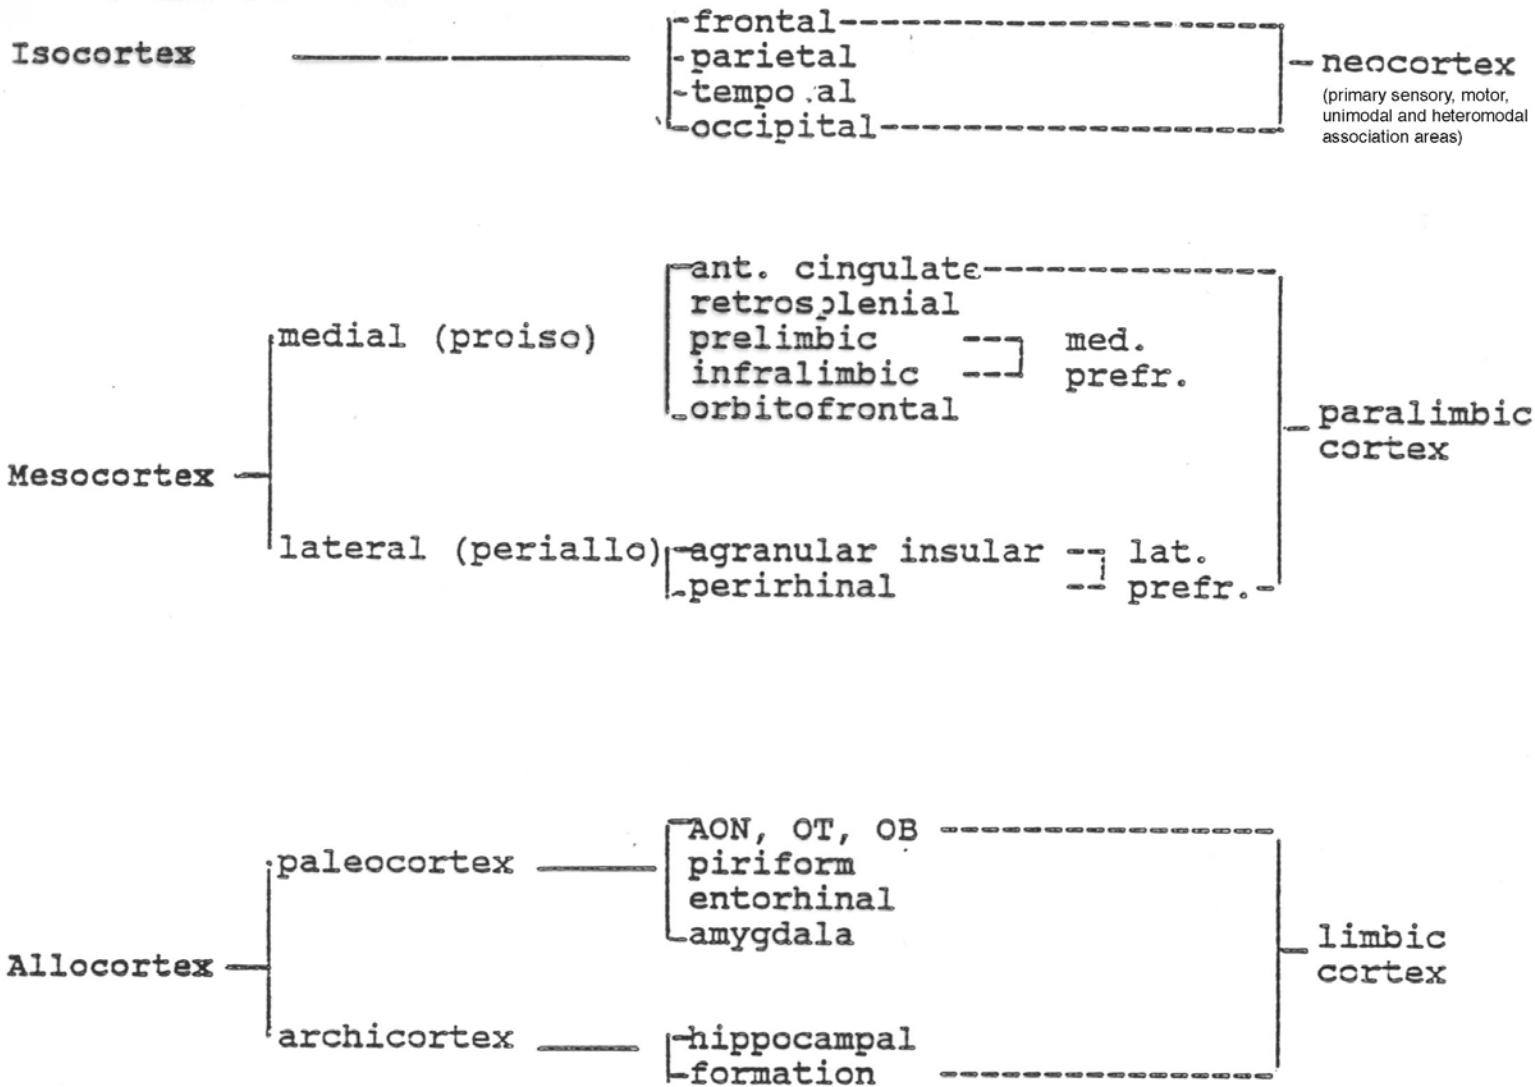 frontal
Isocortex
parietal
neocortex
tempo.al
(primary sensory, motor,
unimodal and heteromodal
association areas)
occipital
ant. cingulate
retrosplenial
medial (proiso)
prelimbic
med.
infralimbic
prefr.
orbitofrontal
paralimbic
cortex
Mesocortex
lateral (periallo)
agranular insular
lat.
perirhinal
prefr.
AON, OT, OB
paleocortex
piriform
entorhinal
amygdala
limbic
cortex
Allocortex
archicortex
hippocampal
formation